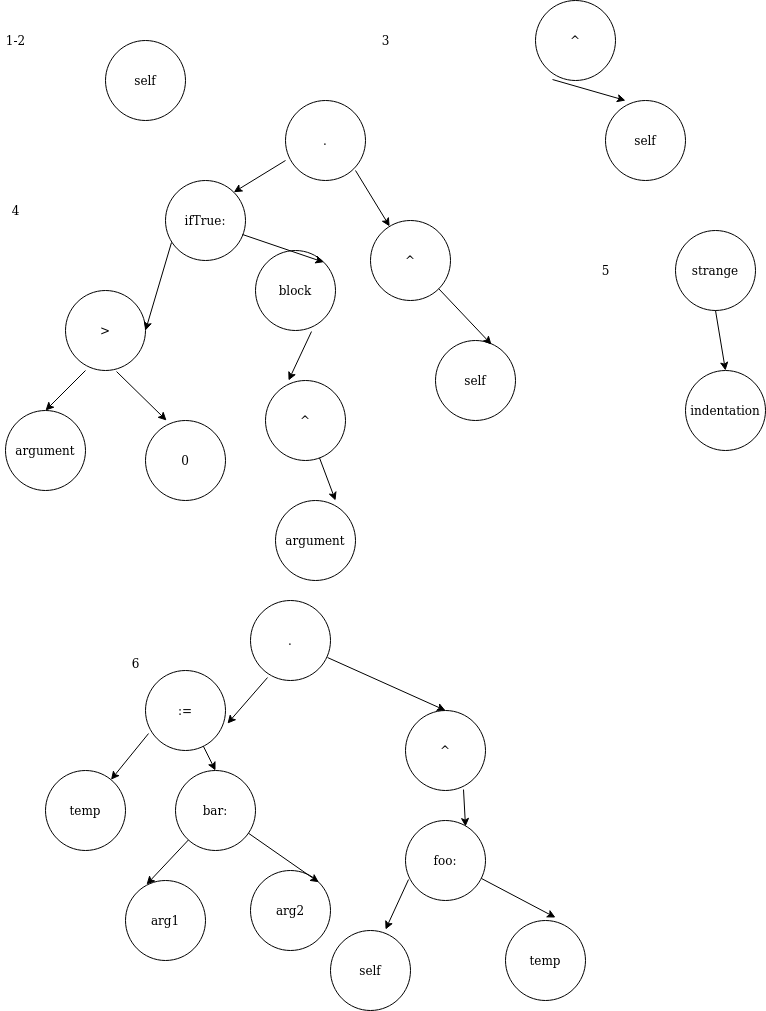 1-2
self
3
^
self
4
.
ifTrue:
block
^
>
self
argument
0
^
argument
5
strange
indentation
6
.
:=
^
temp
bar:
foo:
arg1
arg2
self
temp